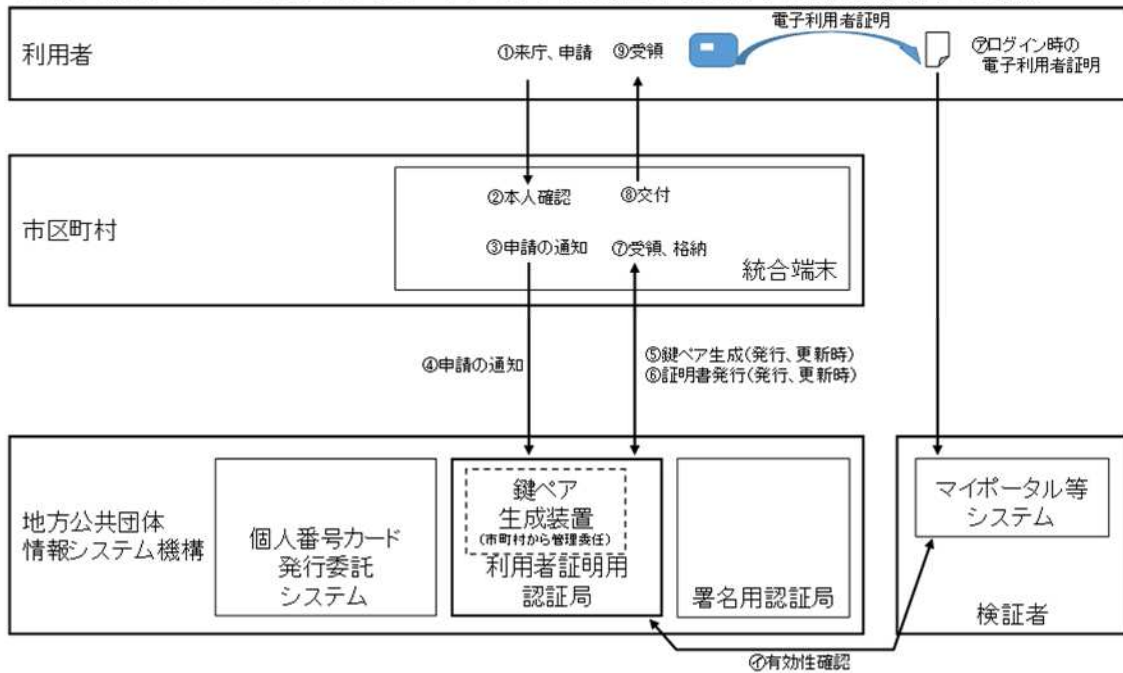 電子利用者証明
利用者
①来庁、申請
⑨受領
㋐ログイン時の
電子利用者証明
②本人確認
⑧交付
市区町村
③申請の通知
⑦受領、格納
統合端末
④申請の通知
⑤鍵ペア生成(発行、更新時)
⑥証明書発行(発行、更新時)
地方公共団体
情報システム機構
個人番号カード
発行委託
システム
鍵ペア
生成装置
(市町村から管理委任)
利用者証明用
認証局
署名用認証局
マイポータル等
システム
検証者
㋑有効性確認